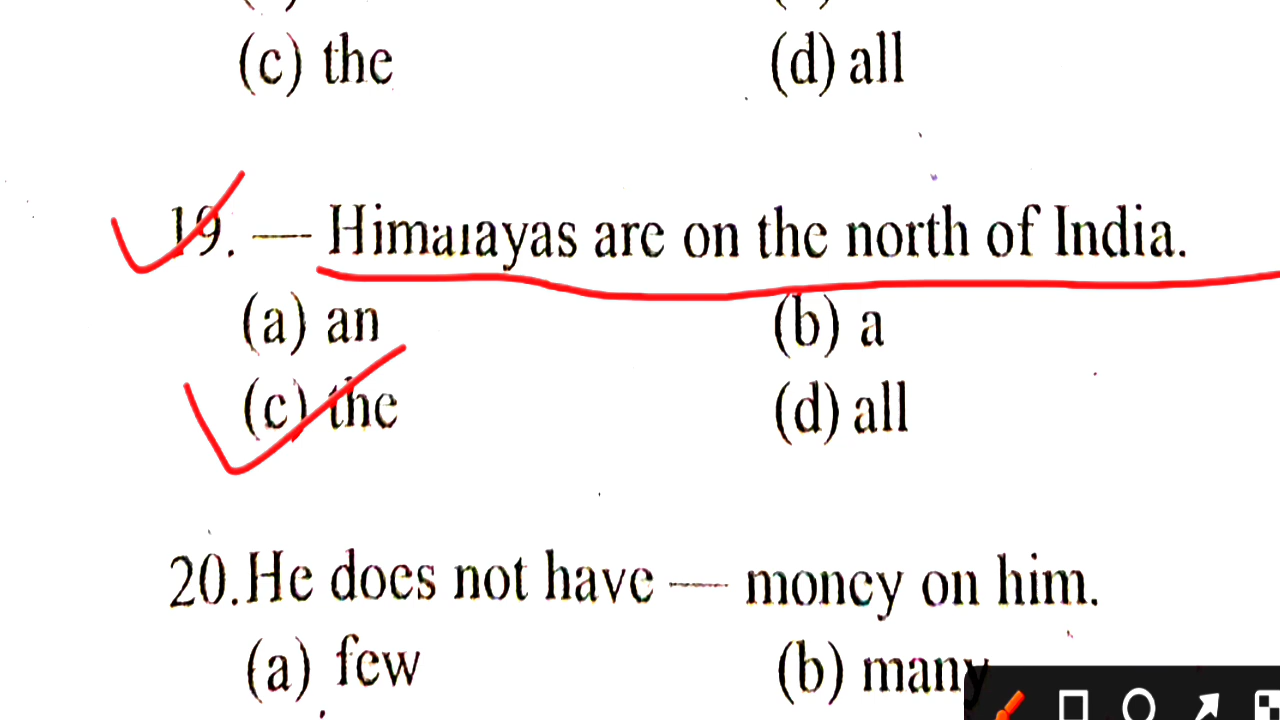 (c) the (d) all
19. — Himalayas are on the north of India.
(a) an (b) a
(c) the (d) all
20. He does not have — money on him.
(a) few (b) many